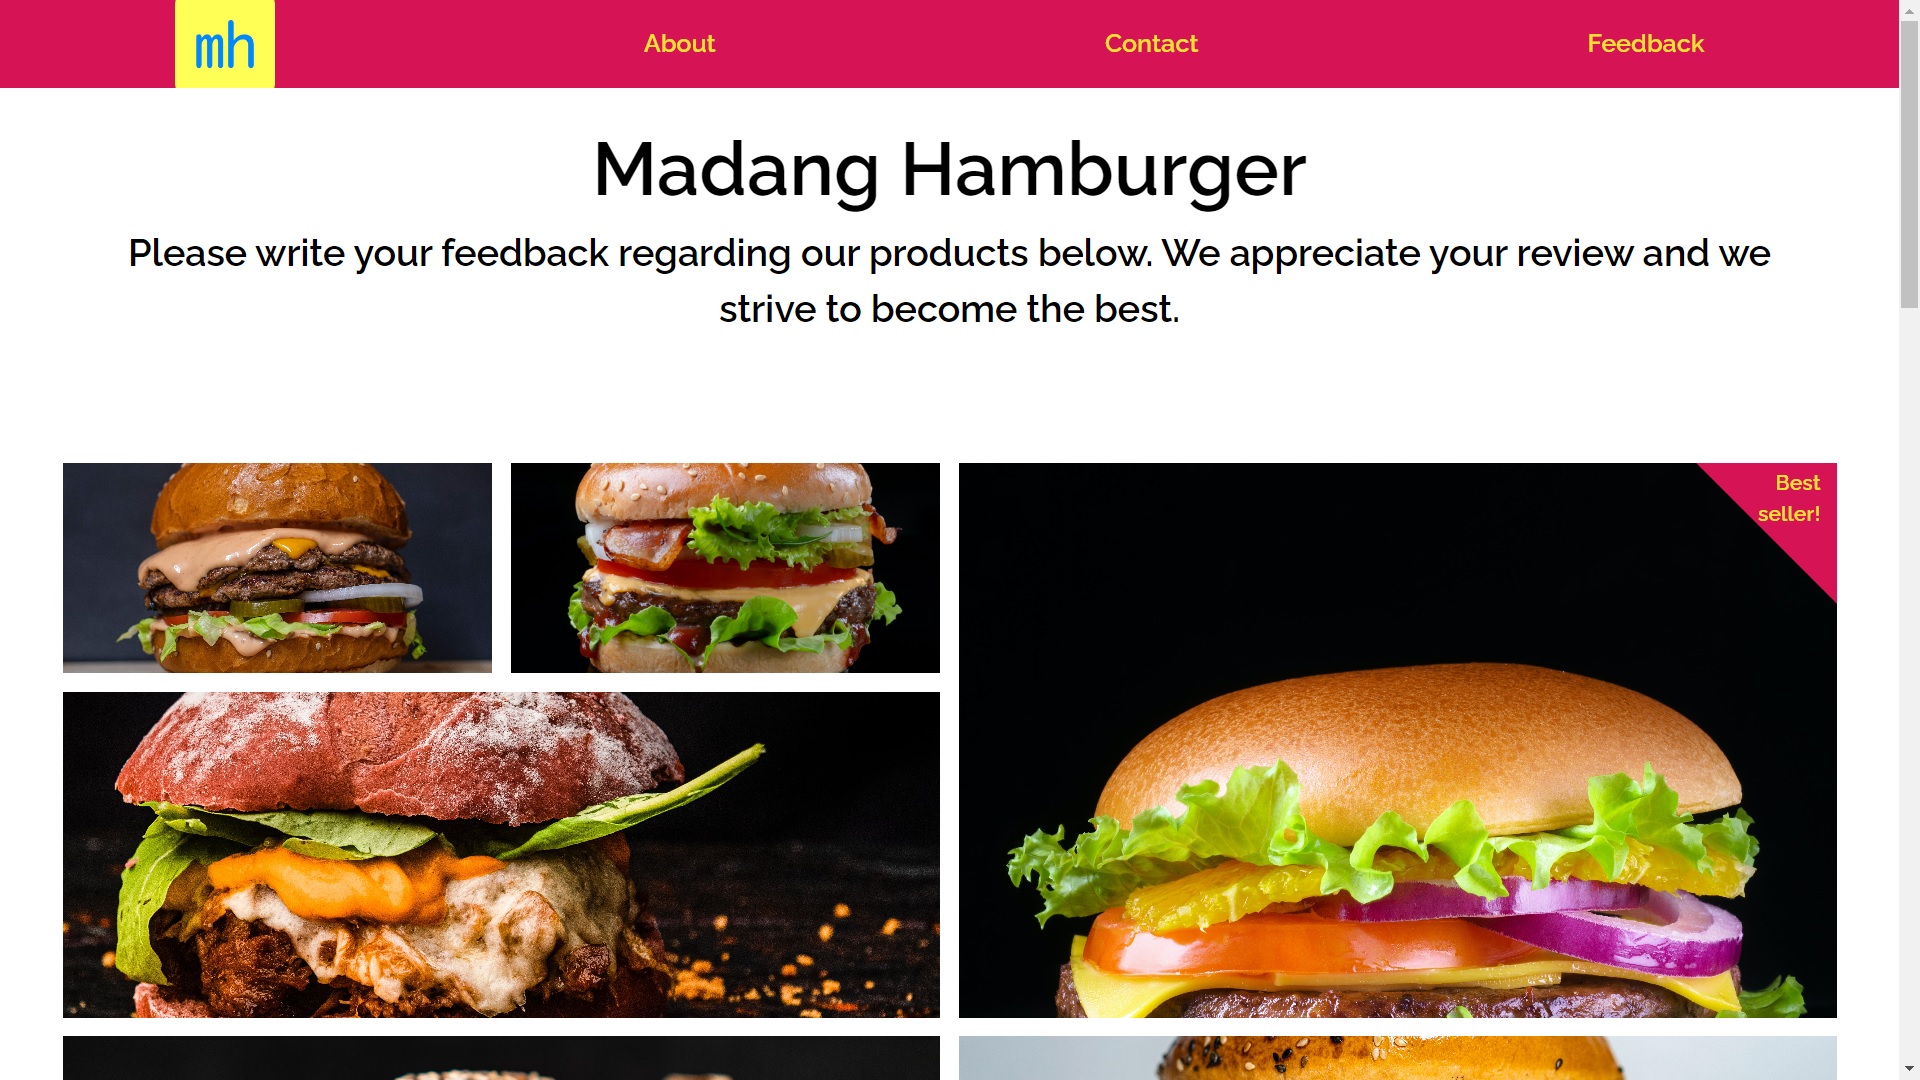 mh
About
Contact
Feedback
Madang Hamburger
Please write your feedback regarding our products below. We appreciate your review and we
strive to become the best.
Best
seller!